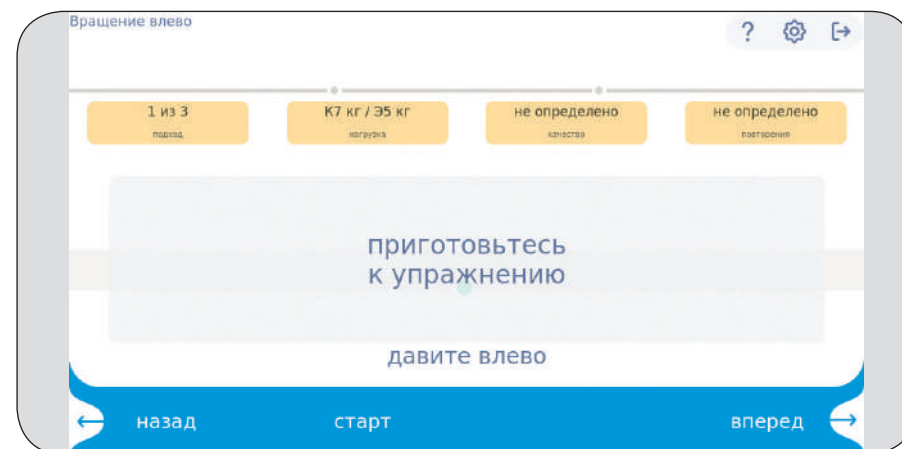 Вращение влево
?
1 из 3
подход
К7 кг / Э5 кг
нагрузка
не определено
качество
не определено
повторения
приготовьтесь
к упражнению
давите влево
назад
старт
вперед